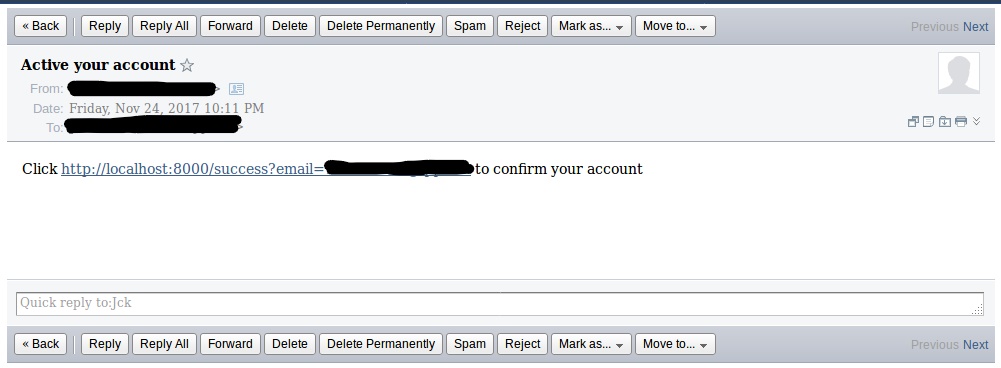 « Back Reply Reply All Forward Delete Delete Permanently Spam Reject Mark as... Move to... Previous Next
Active your account
From: >
Date: Friday, Nov 24, 2017 10:11 PM
To: >
Click http://localhost:8000/success?email= to confirm your account
Quick reply to:Jck
« Back Reply Reply All Forward Delete Delete Permanently Spam Reject Mark as... Move to... Previous Next